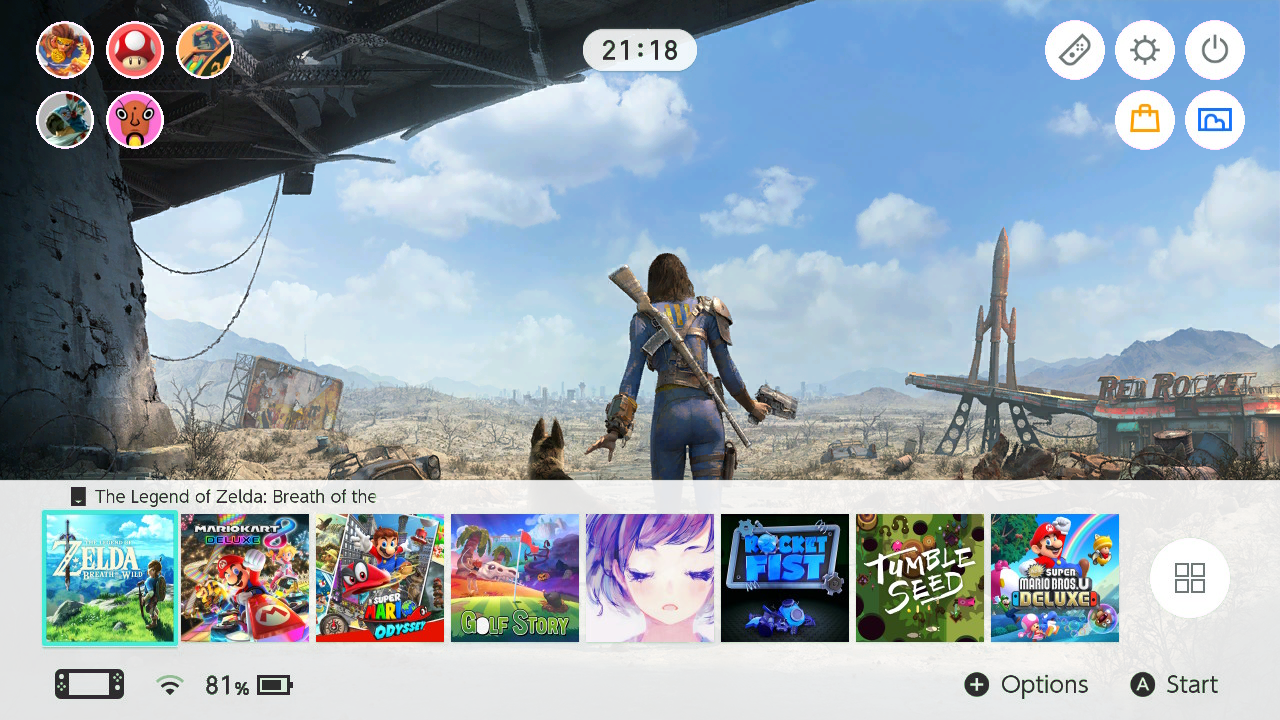 21:18
RED ROCKET
The Legend of Zelda: Breath of the
THE LEGEND OF
ZELDA
BREATH OF THE WILD
MARIOKART 8
DELUXE
SUPER
MARIO
ODYSSEY
GOLF STORY
ROCKET
FIST
TUMBLE
SEED
NEW
SUPER
MARIO BROS. U
DELUXE
81%
+ Options
A Start